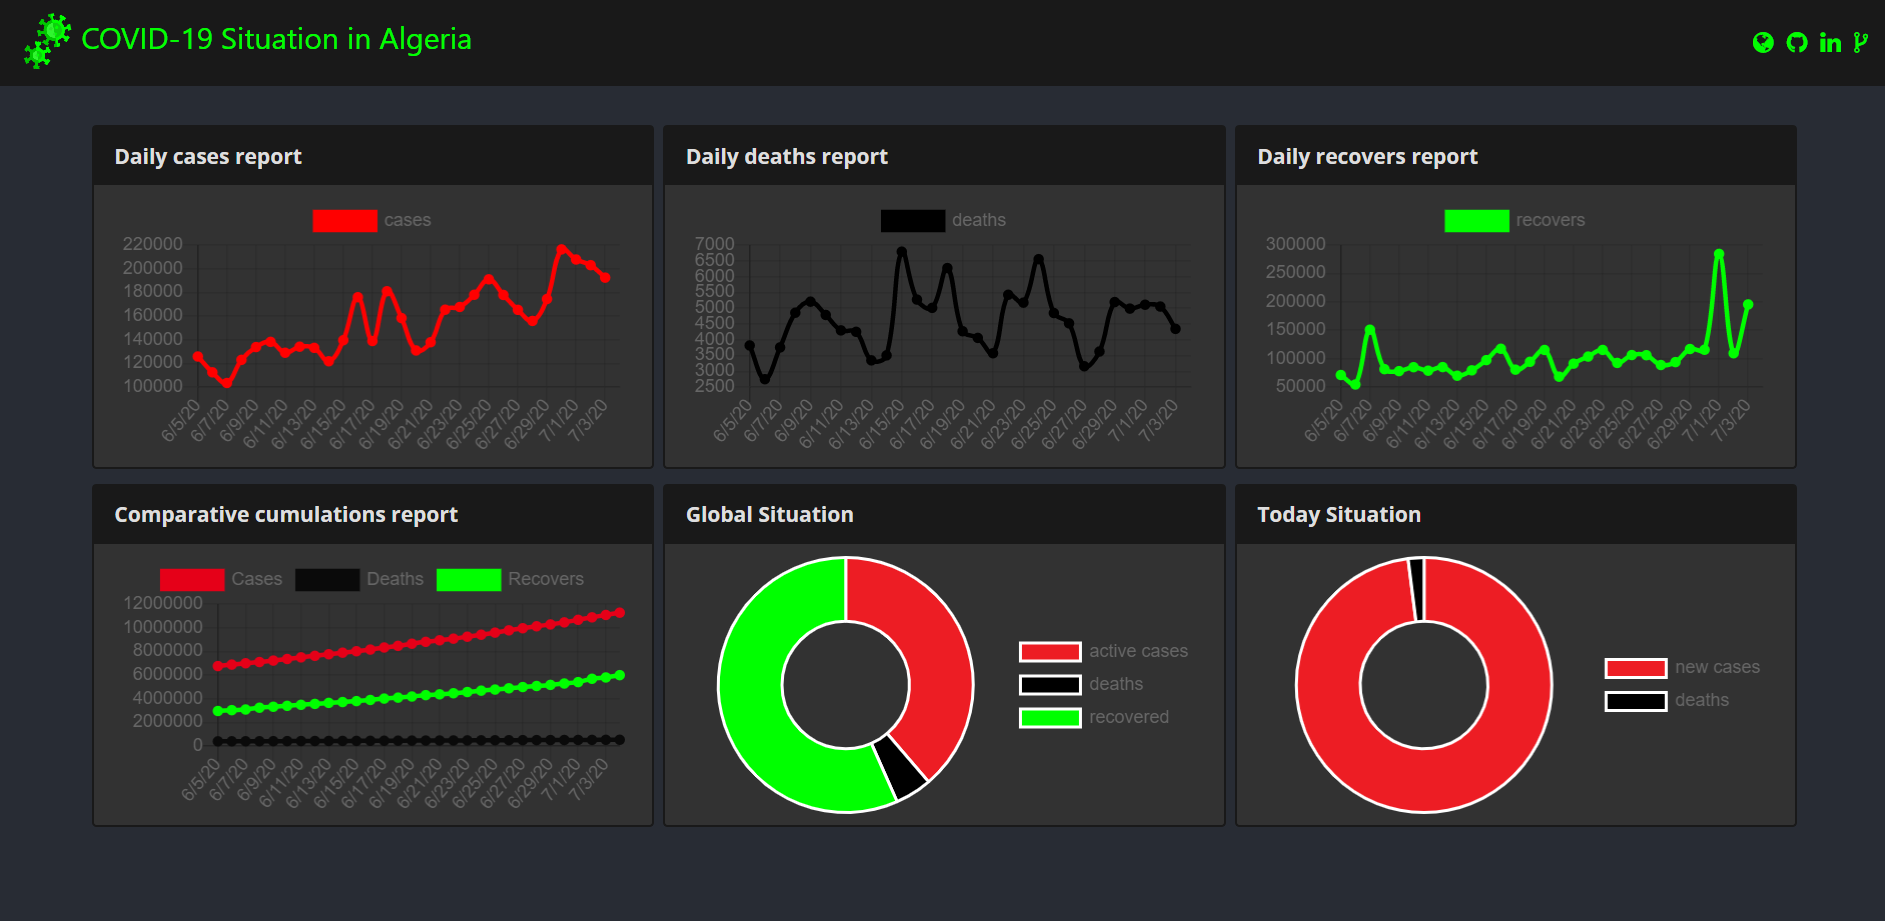 COVID-19 Situation in Algeria
Daily cases report
cases
220000
200000
180000
160000
140000
120000
100000
6/5/20 6/7/20 6/9/20 6/11/20 6/13/20 6/15/20 6/17/20 6/19/20 6/21/20 6/23/20 6/25/20 6/27/20 6/29/20 7/1/20 7/3/20
Daily deaths report
deaths
7000
6500
6000
5500
5000
4500
4000
3500
3000
2500
6/5/20 6/7/20 6/9/20 6/11/20 6/13/20 6/15/20 6/17/20 6/19/20 6/21/20 6/23/20 6/25/20 6/27/20 6/29/20 7/1/20 7/3/20
Daily recovers report
recovers
300000
250000
200000
150000
100000
50000
6/5/20 6/7/20 6/9/20 6/11/20 6/13/20 6/15/20 6/17/20 6/19/20 6/21/20 6/23/20 6/25/20 6/27/20 6/29/20 7/1/20 7/3/20
Comparative cumulations report
Cases Deaths Recovers
12000000
10000000
8000000
6000000
4000000
2000000
0
6/5/20 6/7/20 6/9/20 6/11/20 6/13/20 6/15/20 6/17/20 6/19/20 6/21/20 6/23/20 6/25/20 6/27/20 6/29/20 7/1/20 7/3/20
Global Situation
active cases
deaths
recovered
Today Situation
new cases
deaths